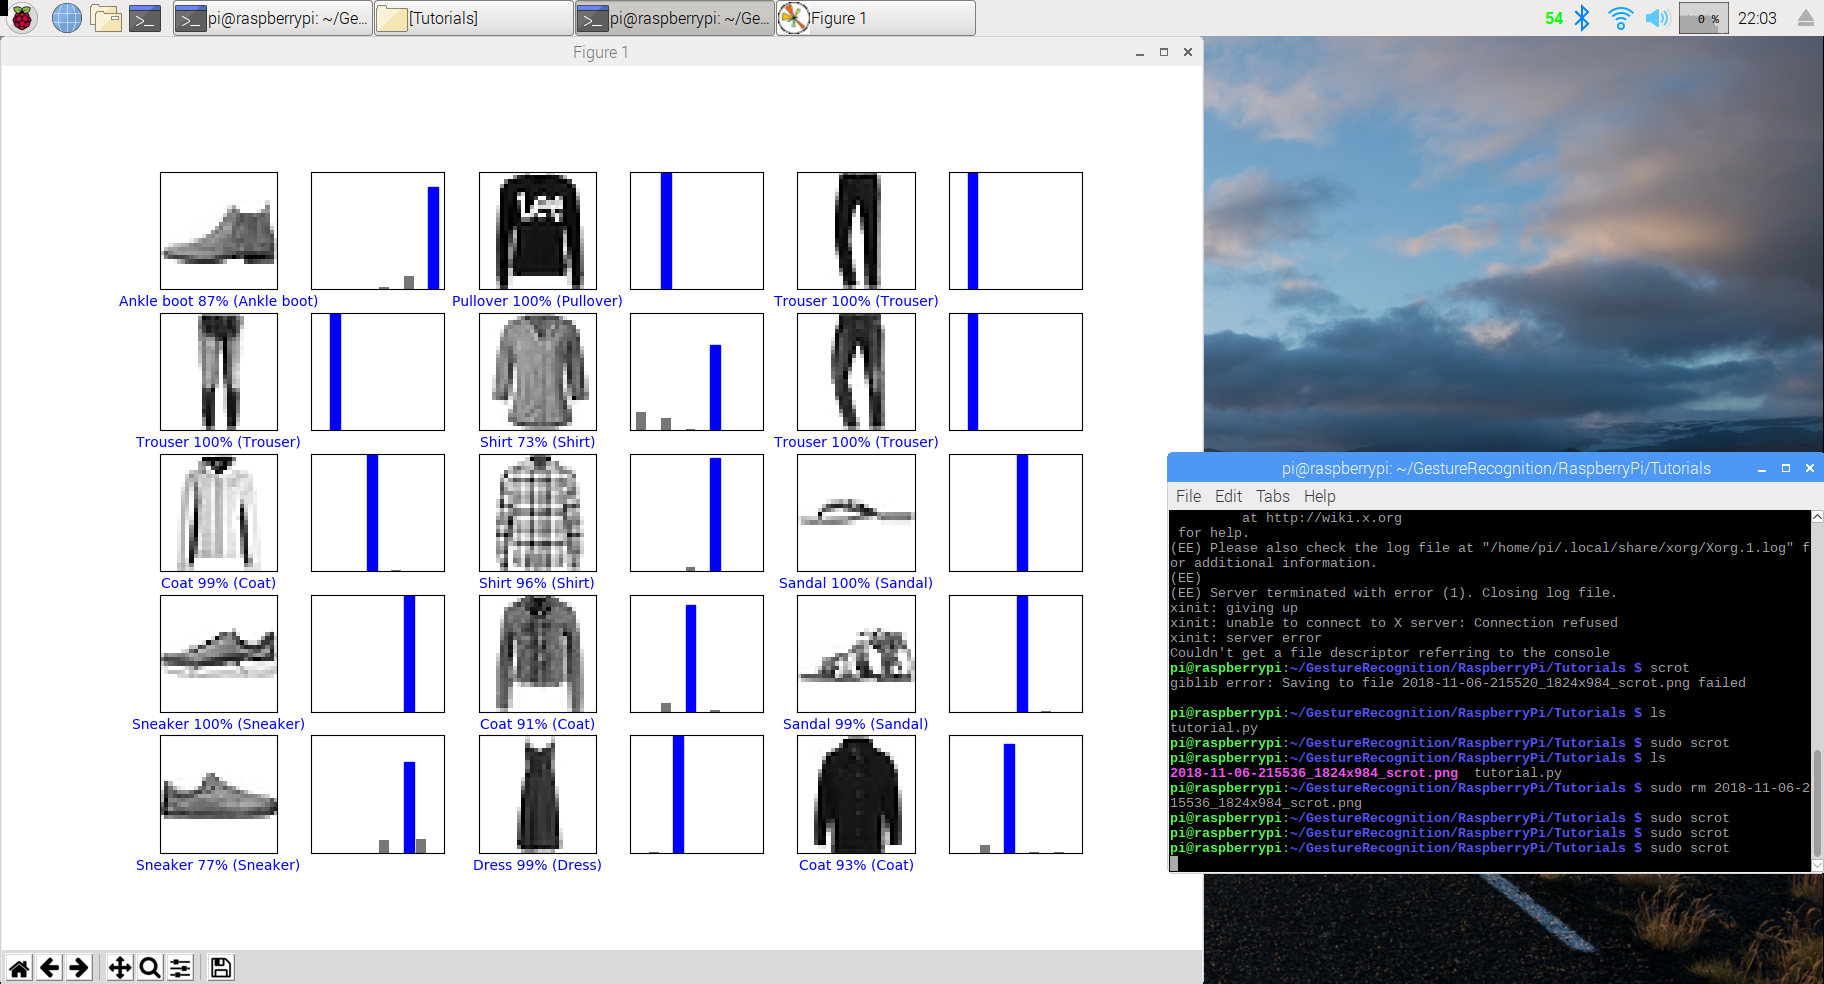 pi@raspberrypi: ~/Ge...
[Tutorials]
pi@raspberrypi: ~/Ge...
Figure 1
54
0 %
22:03
Figure 1
Lee
Ankle boot 87% (Ankle boot)
Pullover 100% (Pullover)
Trouser 100% (Trouser)
Trouser 100% (Trouser)
Shirt 73% (Shirt)
Trouser 100% (Trouser)
Coat 99% (Coat)
Shirt 96% (Shirt)
Sandal 100% (Sandal)
Sneaker 100% (Sneaker)
Coat 91% (Coat)
Sandal 99% (Sandal)
Sneaker 77% (Sneaker)
Dress 99% (Dress)
Coat 93% (Coat)
pi@raspberrypi: ~/GestureRecognition/RaspberryPi/Tutorials
File Edit Tabs Help
at http://wiki.x.org
for help.
(EE) Please also check the log file at "/home/pi/.local/share/xorg/Xorg.1.log" f
or additional information.
(EE)
(EE) Server terminated with error (1). Closing log file.
xinit: giving up
xinit: unable to connect to X server: Connection refused
xinit: server error
Couldn't get a file descriptor referring to the console
pi@raspberrypi:~/GestureRecognition/RaspberryPi/Tutorials $ scrot
giblib error: Saving to file 2018-11-06-215520_1824x984_scrot.png failed
pi@raspberrypi:~/GestureRecognition/RaspberryPi/Tutorials $ ls
tutorial.py
pi@raspberrypi:~/GestureRecognition/RaspberryPi/Tutorials $ sudo scrot
pi@raspberrypi:~/GestureRecognition/RaspberryPi/Tutorials $ ls
2018-11-06-215536_1824x984_scrot.png tutorial.py
pi@raspberrypi:~/GestureRecognition/RaspberryPi/Tutorials $ sudo rm 2018-11-06-2
15536_1824x984_scrot.png
pi@raspberrypi:~/GestureRecognition/RaspberryPi/Tutorials $ sudo scrot
pi@raspberrypi:~/GestureRecognition/RaspberryPi/Tutorials $ sudo scrot
pi@raspberrypi:~/GestureRecognition/RaspberryPi/Tutorials $ sudo scrot